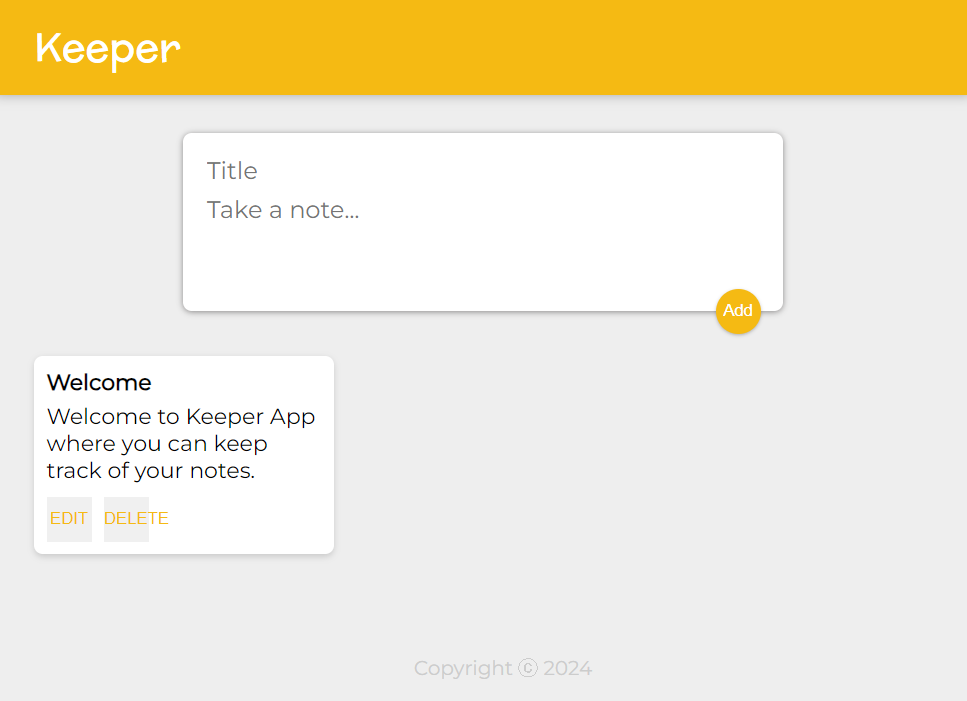 Keeper
Title
Take a note...
Add
Welcome
Welcome to Keeper App
where you can keep
track of your notes.
EDIT DELETE
Copyright ⓒ 2024